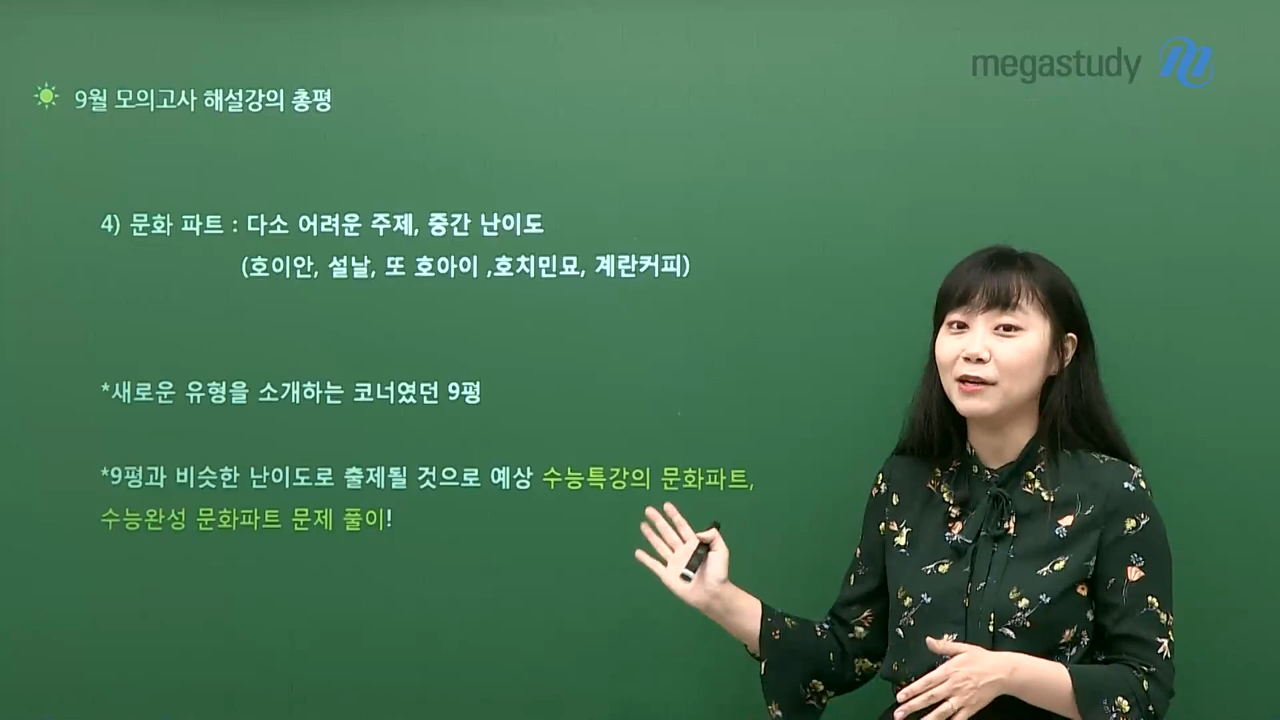 megastudy
9월 모의고사 해설강의 총평
4) 문화 파트 : 다소 어려운 주제, 중간 난이도
(호이안, 설날, 또 호아이 ,호치민묘, 계란커피)
*새로운 유형을 소개하는 코너였던 9평
*9평과 비슷한 난이도로 출제될 것으로 예상 수능특강의 문화파트,
수능완성 문화파트 문제 풀이!